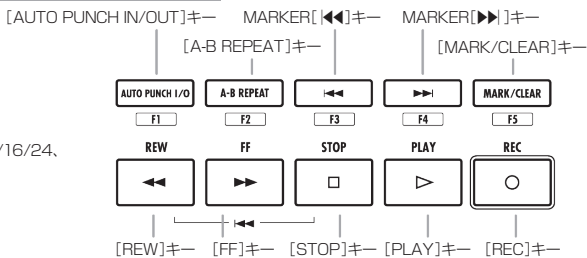 [AUTO PUNCH IN/OUT]キー MARKER[⏮]キー MARKER[⏭]キー
[A-B REPEAT]キー [MARK/CLEAR]キー
AUTO PUNCH I/O A-B REPEAT ⏮ ⏭ MARK/CLEAR
F1 F2 F3 F4 F5
/16/24、
REW FF STOP PLAY REC
[REW]キー [FF]キー [STOP]キー [PLAY]キー [REC]キー